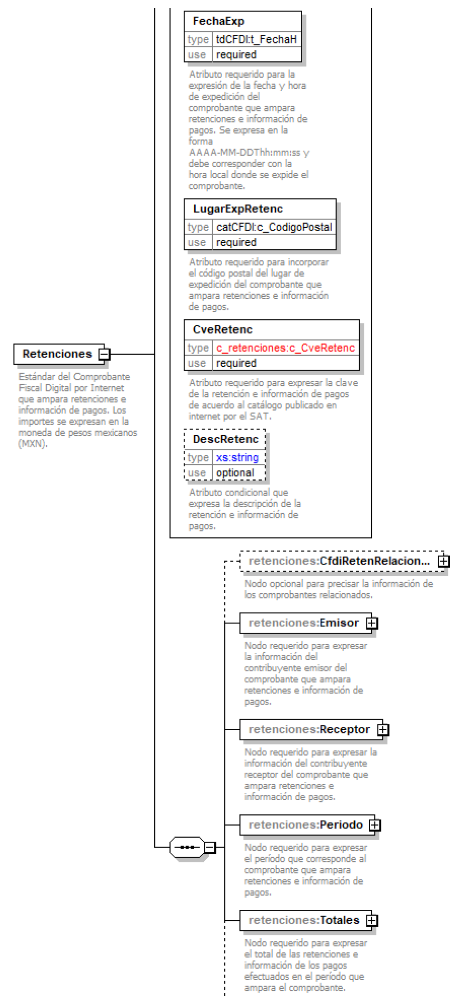 FechaExp
type tdCFDI:t_FechaH
use required
Atributo requerido para la
expresión de la fecha y hora
de expedición del
comprobante que ampara
retenciones e información de
pagos. Se expresa en la
forma
AAAA-MM-DDThh:mm:ss y
debe corresponder con la
hora local donde se expide el
comprobante.
LugarExpRetenc
type catCFDI:c_CodigoPostal
use required
Atributo requerido para incorporar
el código postal del lugar de
expedición del comprobante que
ampara retenciones e información
de pagos.
CveRetenc
type c_retenciones:c_CveRetenc
use required
Atributo requerido para expresar la clave
de la retención e información de pagos
de acuerdo al catálogo publicado en
internet por el SAT.
Retenciones
Estándar del Comprobante
Fiscal Digital por Internet
que ampara retenciones e
información de pagos. Los
importes se expresan en la
moneda de pesos mexicanos
(MXN).
DescRetenc
type xs:string
use optional
Atributo condicional que
expresa la descripción de la
retención e información de
pagos.
retenciones:CfdiRetenRelacion...
Nodo opcional para precisar la información de
los comprobantes relacionados.
retenciones:Emisor
Nodo requerido para expresar
la información del
contribuyente emisor del
comprobante que ampara
retenciones e información de
pagos.
retenciones:Receptor
Nodo requerido para expresar la
información del contribuyente
receptor del comprobante que
ampara retenciones e
información de pagos.
retenciones:Periodo
Nodo requerido para expresar
el período que corresponde al
comprobante que ampara
retenciones e información de
pagos.
retenciones:Totales
Nodo requerido para expresar
el total de las retenciones e
información de los pagos
efectuados en el período que
ampara el comprobante.